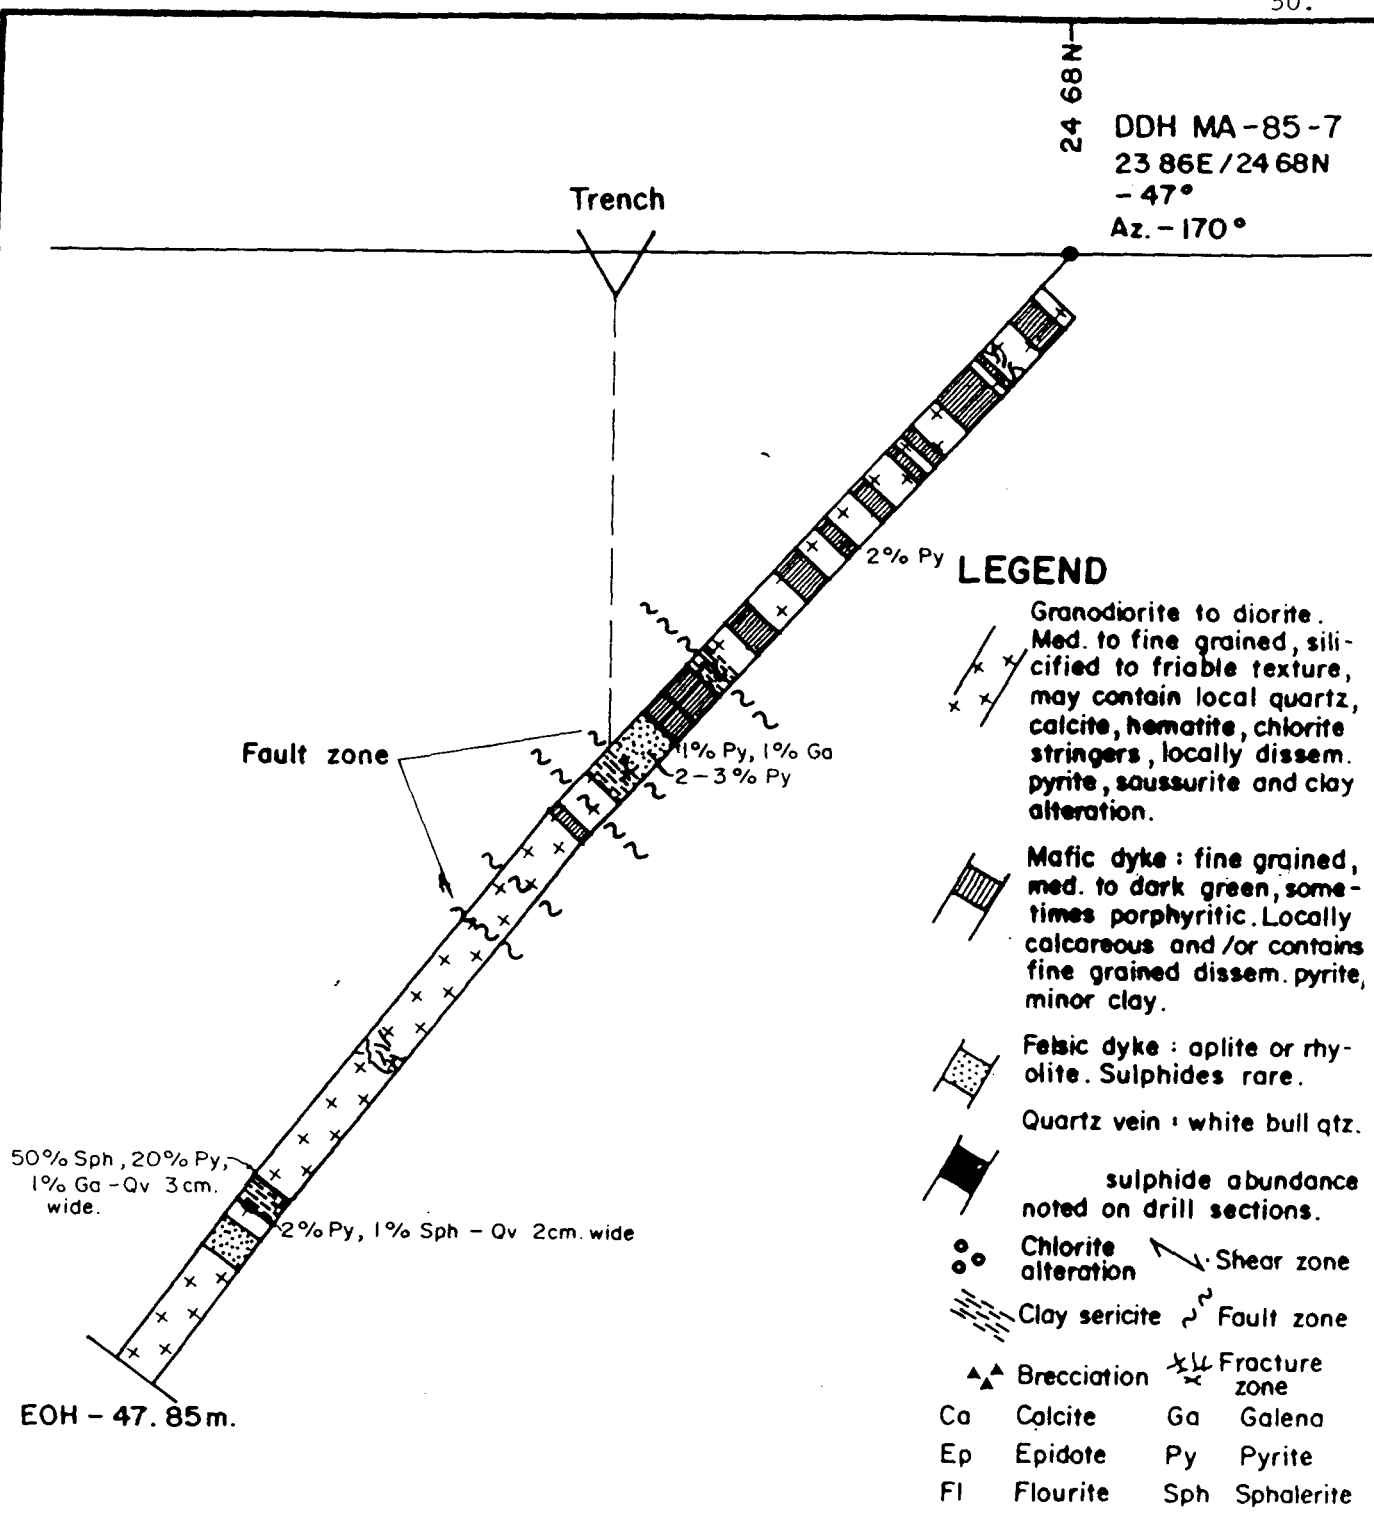 30.
24 68N
DDH MA-85-7
23 86E/24 68N
- 47°
Az. - 170°
Trench
2% Py
Fault zone
1% Py, 1% Ga
2-3% Py
50% Sph, 20% Py,
1% Ga - Qv 3cm.
wide.
2% Py, 1% Sph - Qv 2cm. wide
EOH - 47.85m.
LEGEND
Granodiorite to diorite.
Med. to fine grained, sili-
cified to friable texture,
may contain local quartz,
calcite, hematite, chlorite
stringers, locally dissem.
pyrite, saussurite and clay
alteration.
Mafic dyke : fine grained,
med. to dark green, some-
times porphyritic. Locally
calcareous and/or contains
fine grained dissem. pyrite,
minor clay.
Felsic dyke : aplite or rhy-
olite. Sulphides rare.
Quartz vein : white bull qtz.
sulphide abundance
noted on drill sections.
Chlorite
alteration
Shear zone
Clay sericite
Fault zone
Brecciation
Fracture
zone
Ca Calcite Ga Galena
Ep Epidote Py Pyrite
Fl Flourite Sph Sphalerite